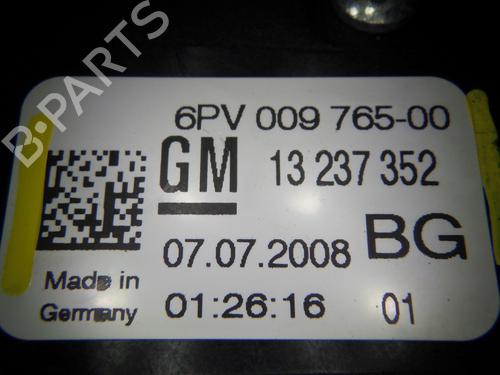 B-PARTS
6PV 009 765-00
GM 13 237 352
07.07.2008 BG
Made in
Germany
01:26:16 01